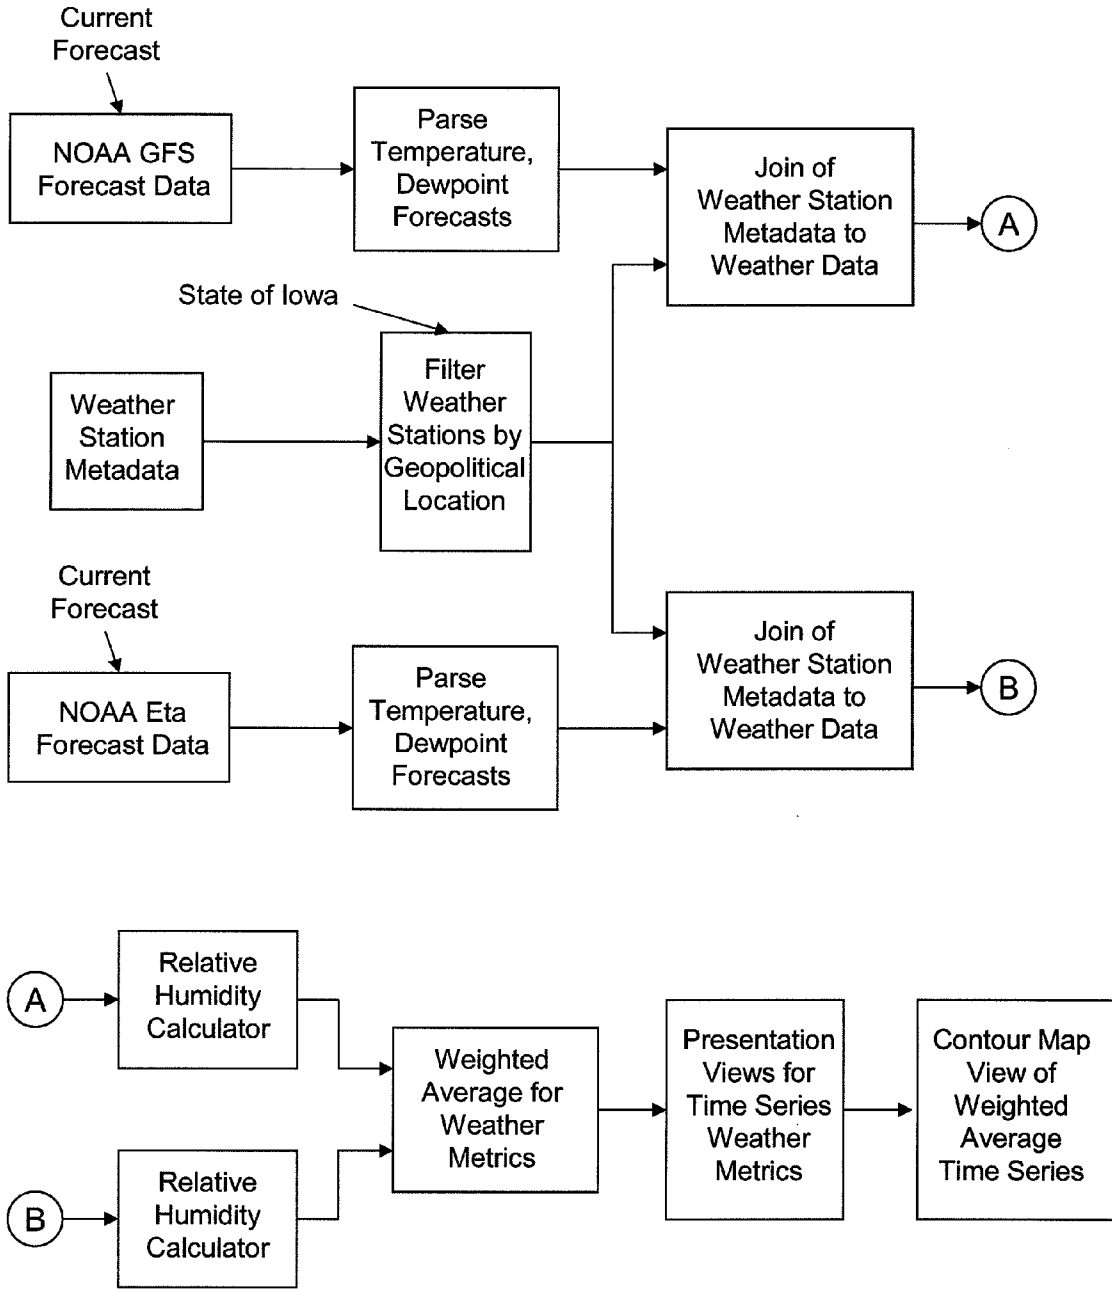 Current
Forecast
NOAA GFS
Forecast Data
Parse
Temperature,
Dewpoint
Forecasts
Join of
Weather Station
Metadata to
Weather Data
A
State of Iowa
Weather
Station
Metadata
Filter
Weather
Stations by
Geopolitical
Location
Current
Forecast
NOAA Eta
Forecast Data
Parse
Temperature,
Dewpoint
Forecasts
Join of
Weather Station
Metadata to
Weather Data
B
A
Relative
Humidity
Calculator
B
Relative
Humidity
Calculator
Weighted
Average for
Weather
Metrics
Presentation
Views for
Time Series
Weather
Metrics
Contour Map
View of
Weighted
Average
Time Series